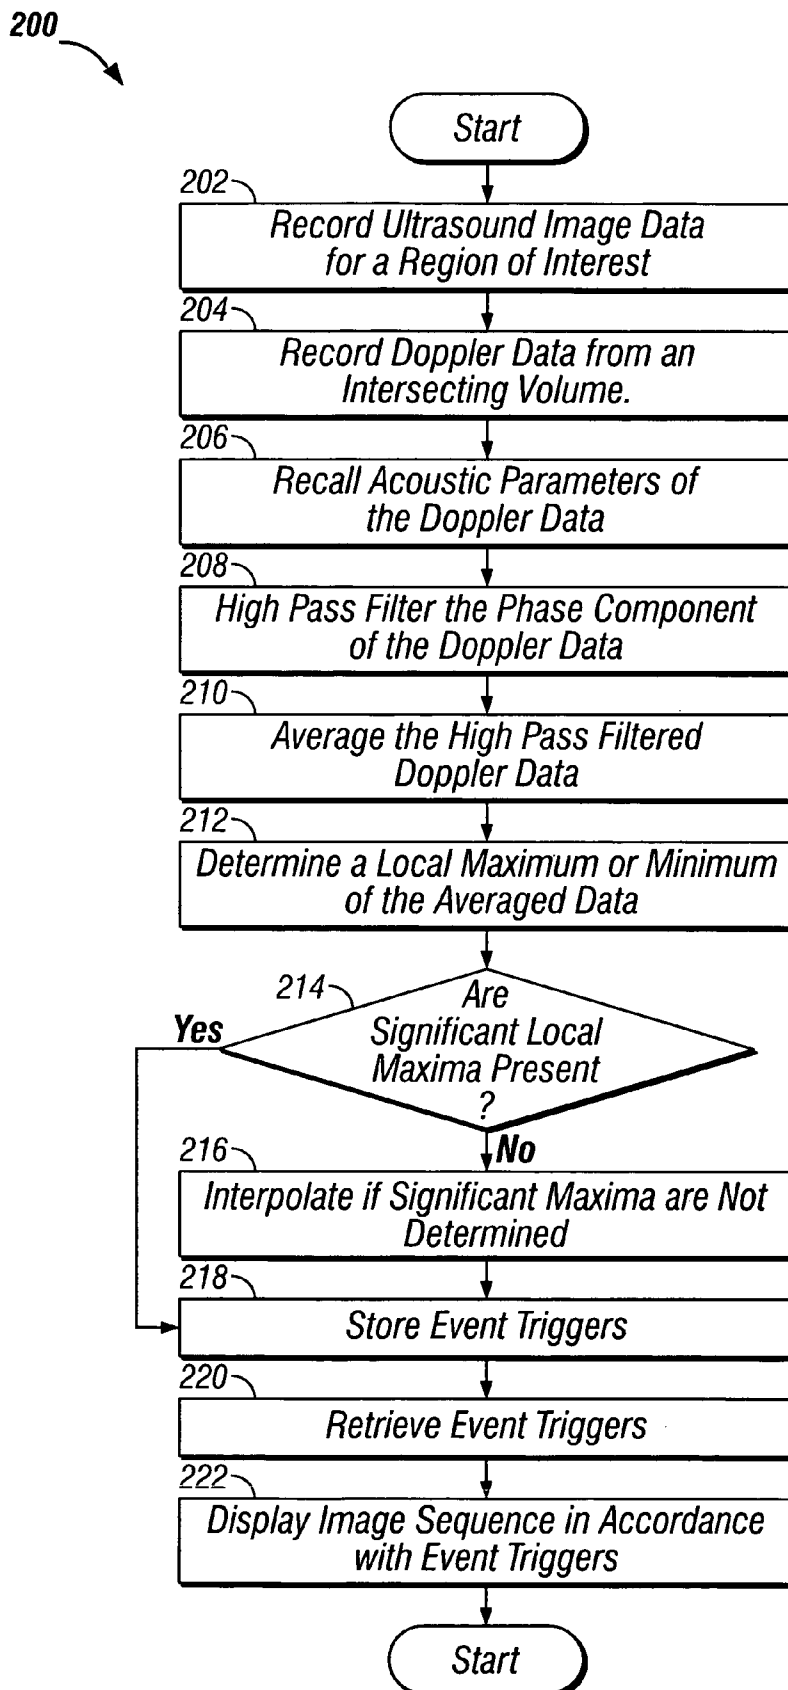 200
Start
202
Record Ultrasound Image Data
for a Region of Interest
204
Record Doppler Data from an
Intersecting Volume.
206
Recall Acoustic Parameters of
the Doppler Data
208
High Pass Filter the Phase Component
of the Doppler Data
210
Average the High Pass Filtered
Doppler Data
212
Determine a Local Maximum or Minimum
of the Averaged Data
214
Are
Significant Local
Maxima Present
?
Yes
No
216
Interpolate if Significant Maxima are Not
Determined
218
Store Event Triggers
220
Retrieve Event Triggers
222
Display Image Sequence in Accordance
with Event Triggers
Start